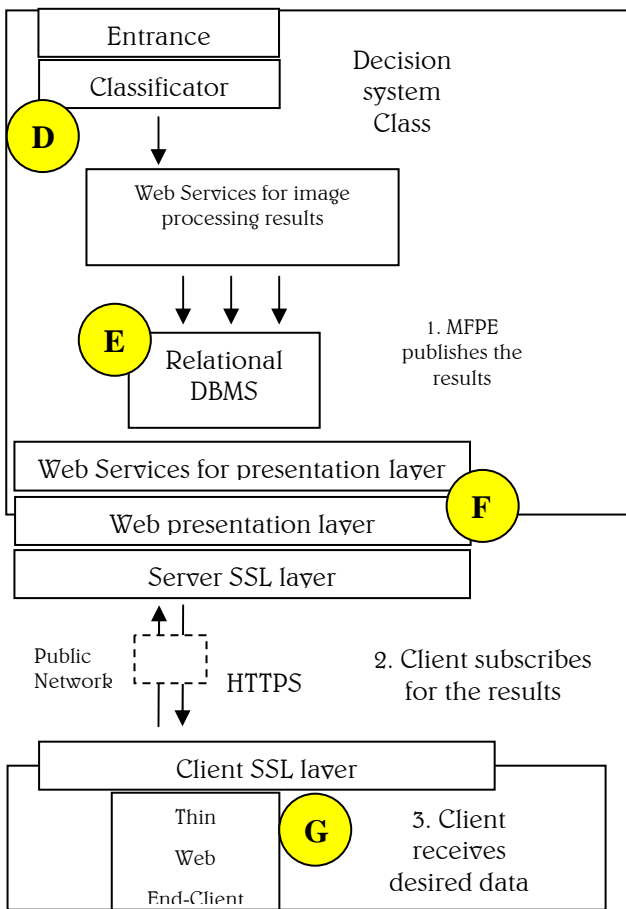 Entrance
Classificator
Decision
system
Class
D
Web Services for image
processing results
E
Relational
DBMS
1. MFPE
publishes the
results
Web Services for presentation layer
F
Web presentation layer
Server SSL layer
Public
Network
HTTPS
2. Client subscribes
for the results
Client SSL layer
Thin
Web
End-Client
G
3. Client
receives
desired data